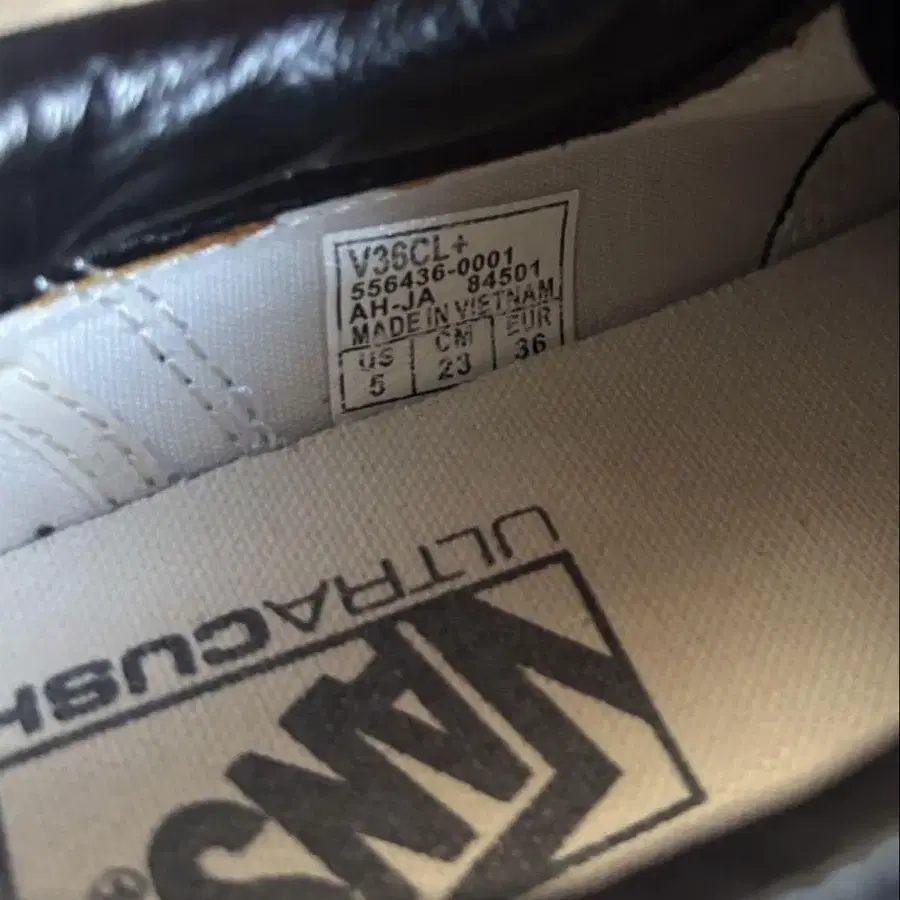 V36CL+
556436-0001
AH-JA 84501
MADE IN VIETNAM
US CM EUR
5 23 36
ULTRACUSH
VANS
®